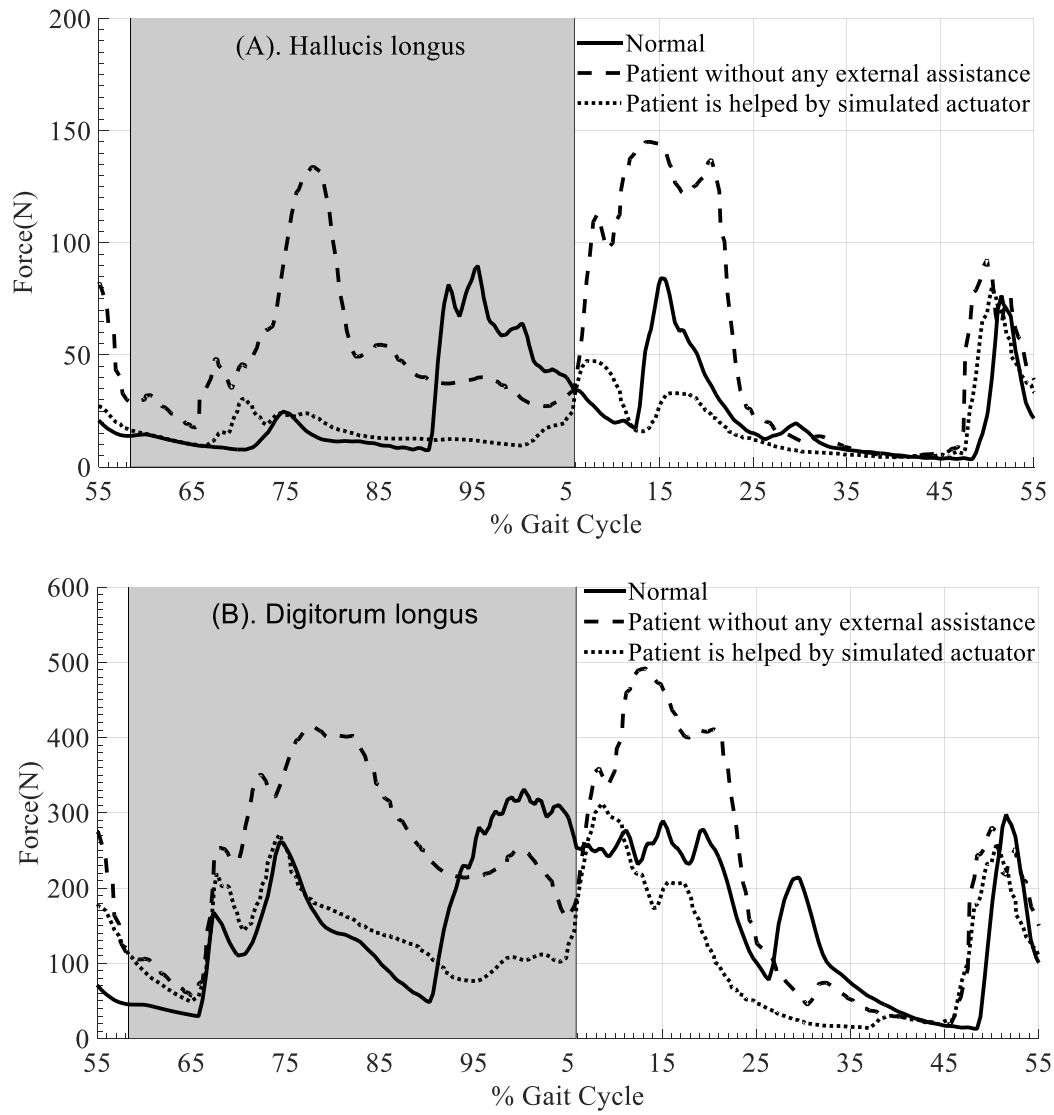 200
(A). Hallucis longus
Normal
Patient without any external assistance
Patient is helped by simulated actuator
150
100
50
0
Force(N)
55 65 75 85 95 5 15 25 35 45 55
% Gait Cycle
600
(B). Digitorum longus
Normal
Patient without any external assistance
Patient is helped by simulated actuator
500
400
300
200
100
0
Force(N)
55 65 75 85 95 5 15 25 35 45 55
% Gait Cycle